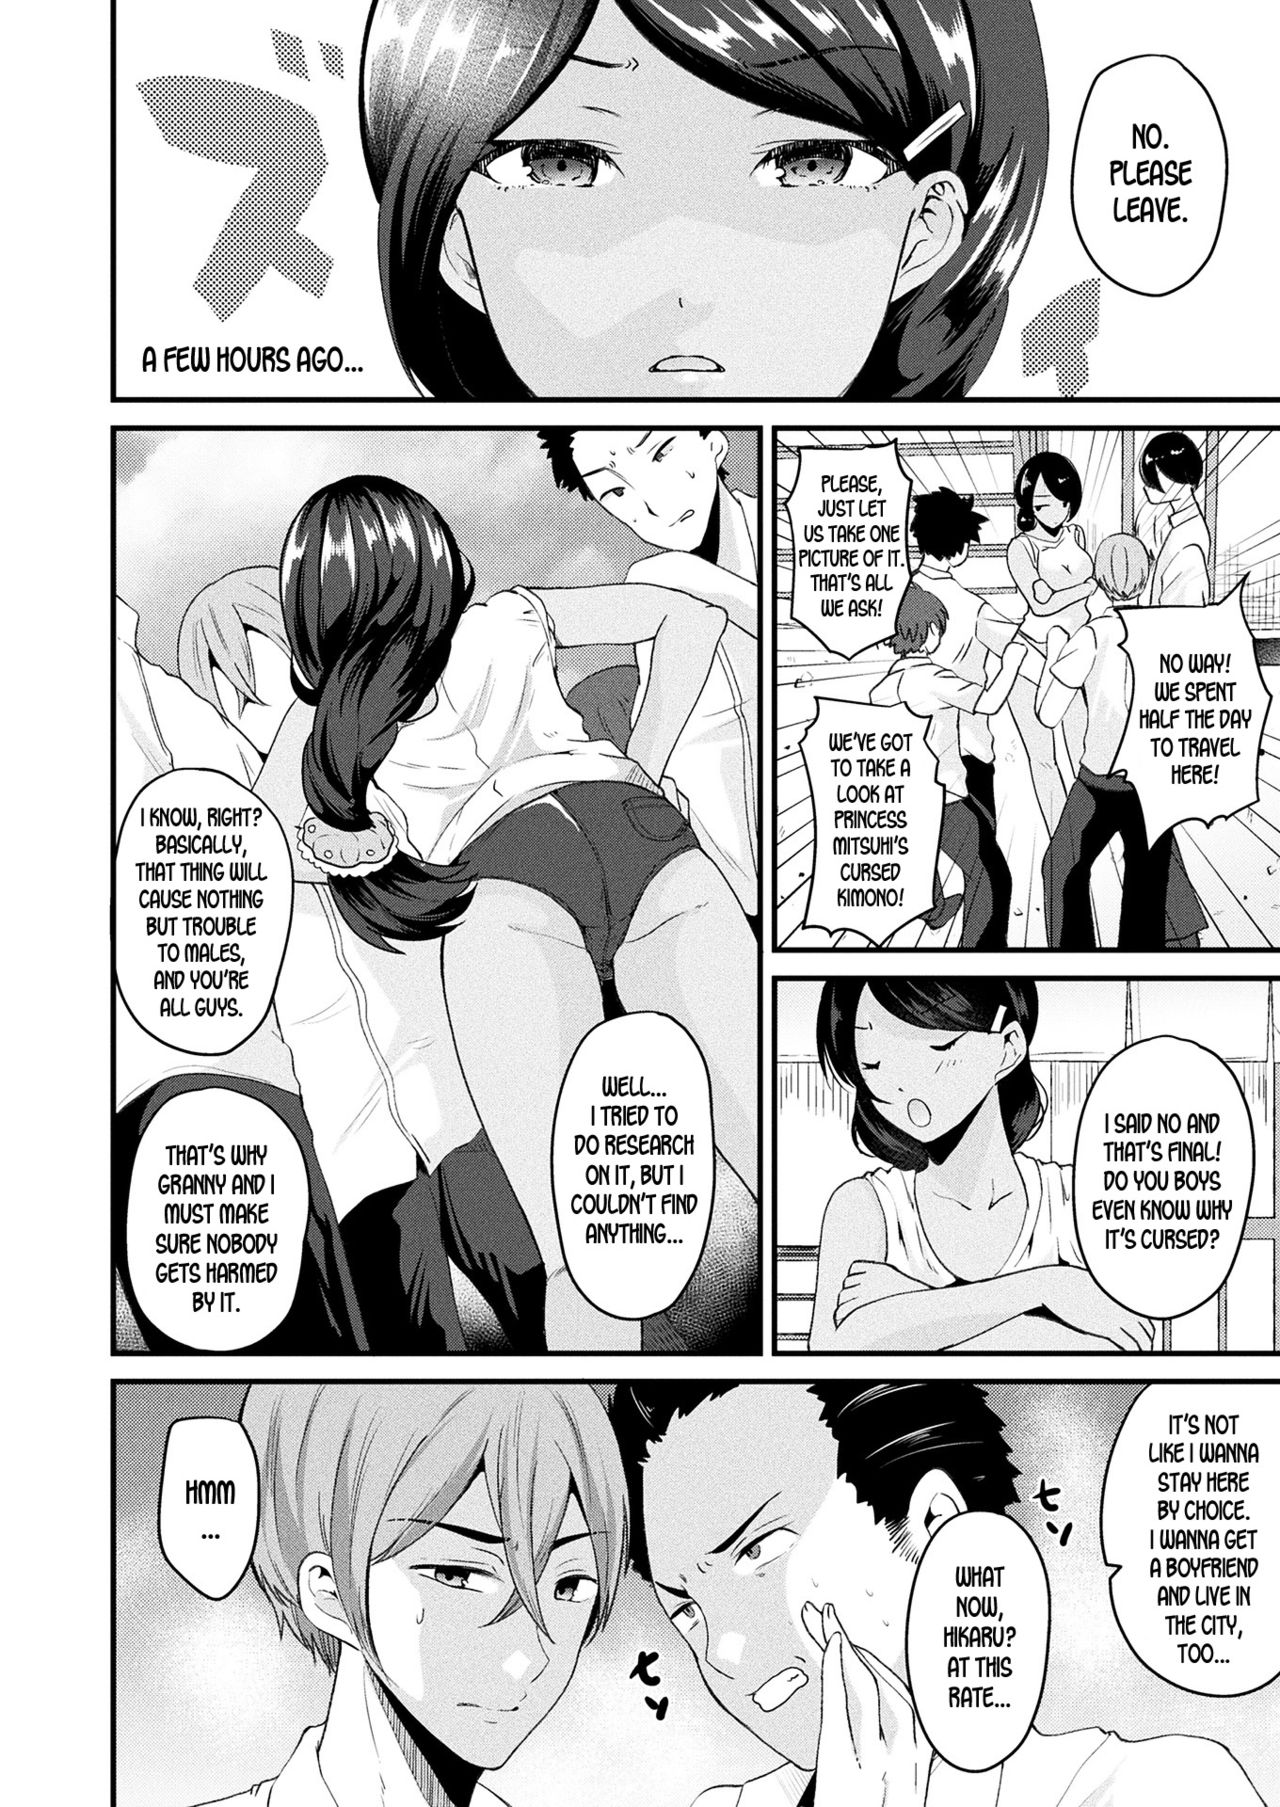 NO.
PLEASE
LEAVE.
ズイ
A FEW HOURS AGO...
PLEASE,
JUST LET
US TAKE ONE
PICTURE OF IT.
THAT'S ALL
WE ASK!
NO WAY!
WE SPENT
HALF THE DAY
TO TRAVEL
HERE!
WE'VE GOT
TO TAKE A
LOOK AT
PRINCESS
MITSUHI'S
CURSED
KIMONO!
I SAID NO AND
THAT'S FINAL!
DO YOU BOYS
EVEN KNOW WHY
IT'S CURSED?
WELL...
I TRIED TO
DO RESEARCH
ON IT, BUT I
COULDN'T FIND
ANYTHING...
I KNOW, RIGHT?
BASICALLY,
THAT THING WILL
CAUSE NOTHING
BUT TROUBLE
TO MALES,
AND YOU'RE
ALL GUYS.
THAT'S WHY
GRANNY AND I
MUST MAKE
SURE NOBODY
GETS HARMED
BY IT.
IT'S NOT
LIKE I WANNA
STAY HERE
BY CHOICE.
I WANNA GET
A BOYFRIEND
AND LIVE IN
THE CITY,
TOO...
ヒソ
WHAT
NOW,
HIKARU?
AT THIS
RATE...
ヒソ
HMM
...